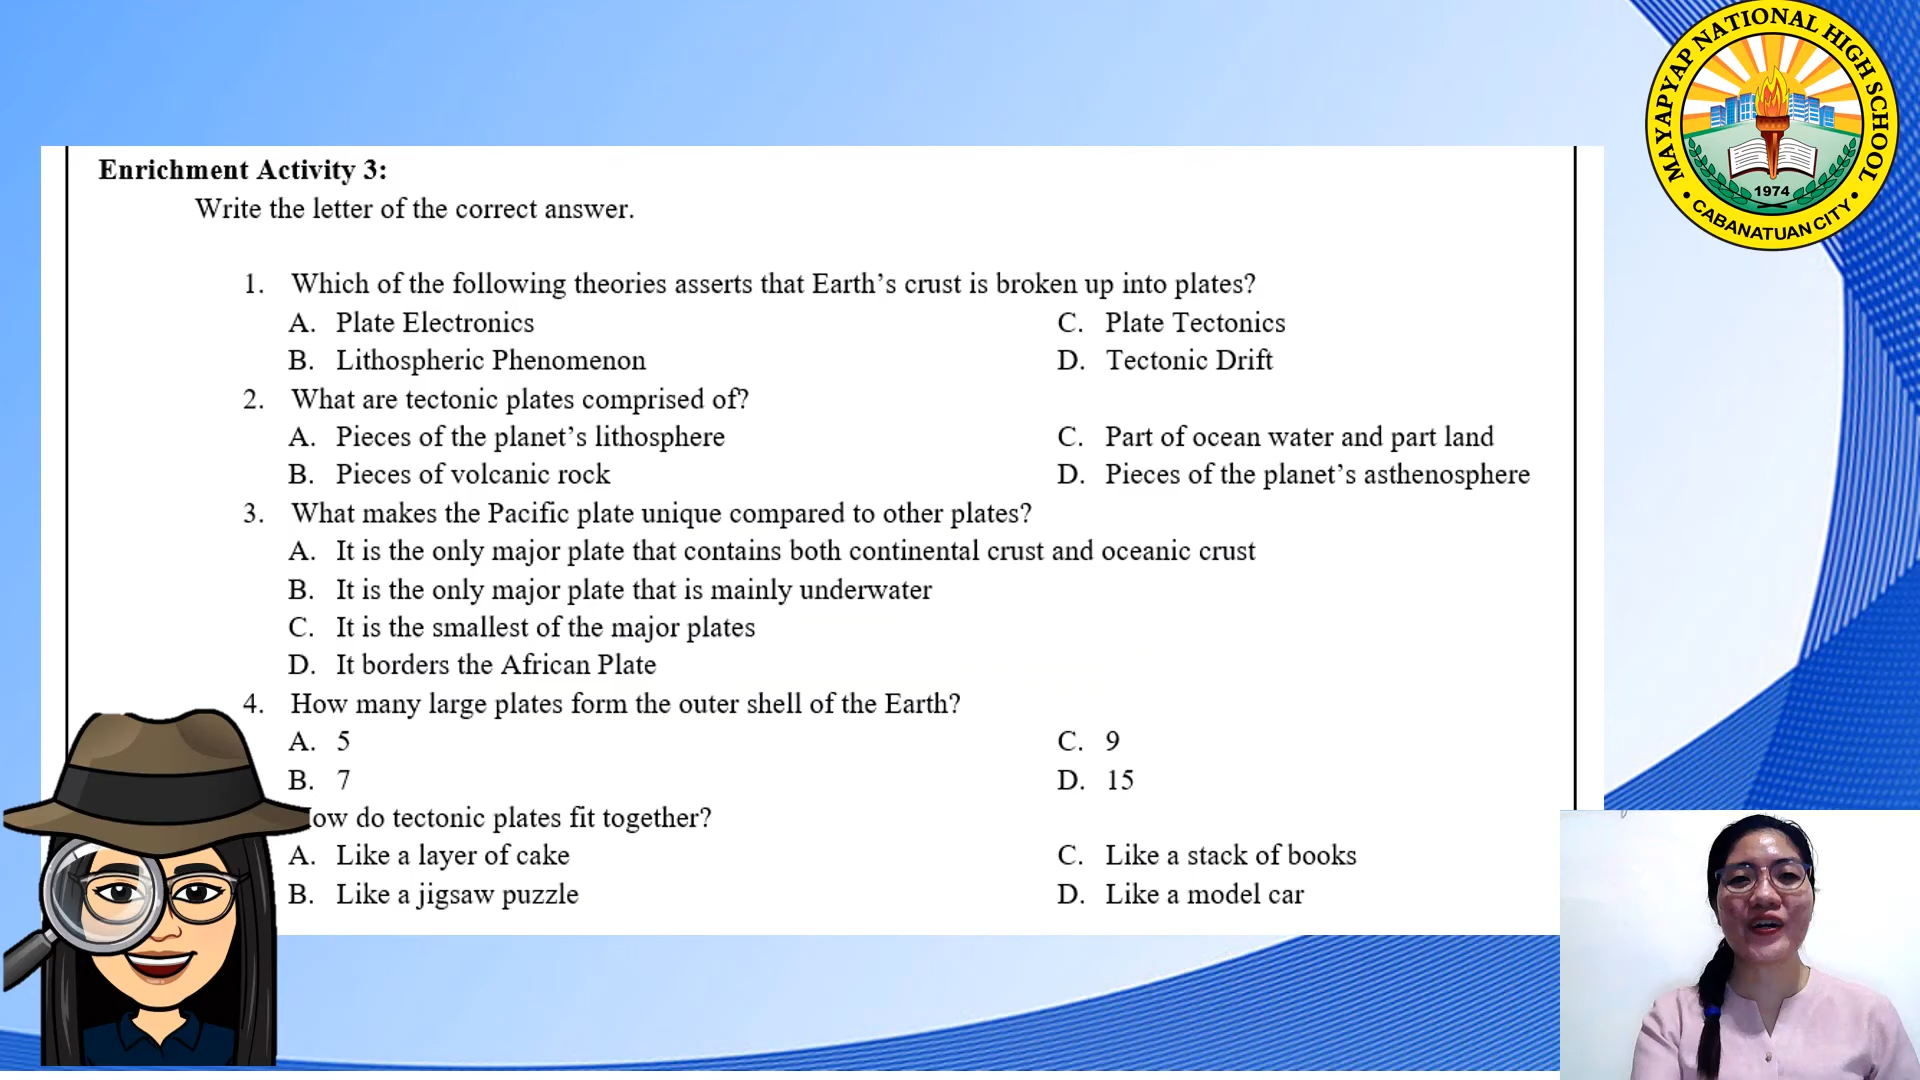 MAYAPYAP NATIONAL HIGH SCHOOL
1974
• CABANATUAN CITY •
Enrichment Activity 3:
Write the letter of the correct answer.
1. Which of the following theories asserts that Earth’s crust is broken up into plates?
A. Plate Electronics C. Plate Tectonics
B. Lithospheric Phenomenon D. Tectonic Drift
2. What are tectonic plates comprised of?
A. Pieces of the planet’s lithosphere C. Part of ocean water and part land
B. Pieces of volcanic rock D. Pieces of the planet’s asthenosphere
3. What makes the Pacific plate unique compared to other plates?
A. It is the only major plate that contains both continental crust and oceanic crust
B. It is the only major plate that is mainly underwater
C. It is the smallest of the major plates
D. It borders the African Plate
4. How many large plates form the outer shell of the Earth?
A. 5 C. 9
B. 7 D. 15
ow do tectonic plates fit together?
A. Like a layer of cake C. Like a stack of books
B. Like a jigsaw puzzle D. Like a model car